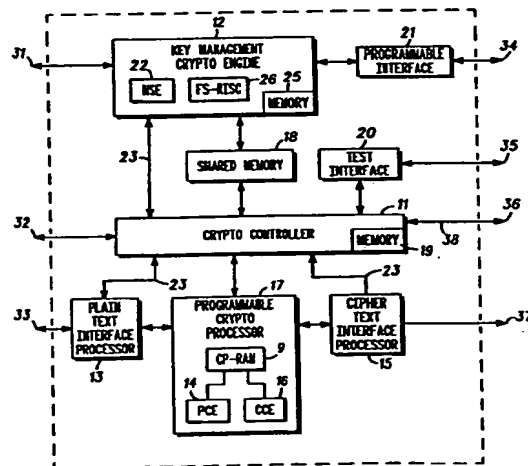 12
31
KEY MANAGEMENT
CRYPTO ENGINE
21
PROGRAMMABLE
INTERFACE
34
22
NSE
26
FS-RISC
25
MEMORY
23
18
SHARED MEMORY
20
TEST
INTERFACE
35
11
36
32
CRYPTO CONTROLLER
MEMORY
19
38
23
17
23
33
PLAIN
TEXT
INTERFACE
PROCESSOR
13
PROGRAMMABLE
CRYPTO
PROCESSOR
CP-RAM
9
14
PCE
16
CCE
CIPHER
TEXT
INTERFACE
PROCESSOR
15
37